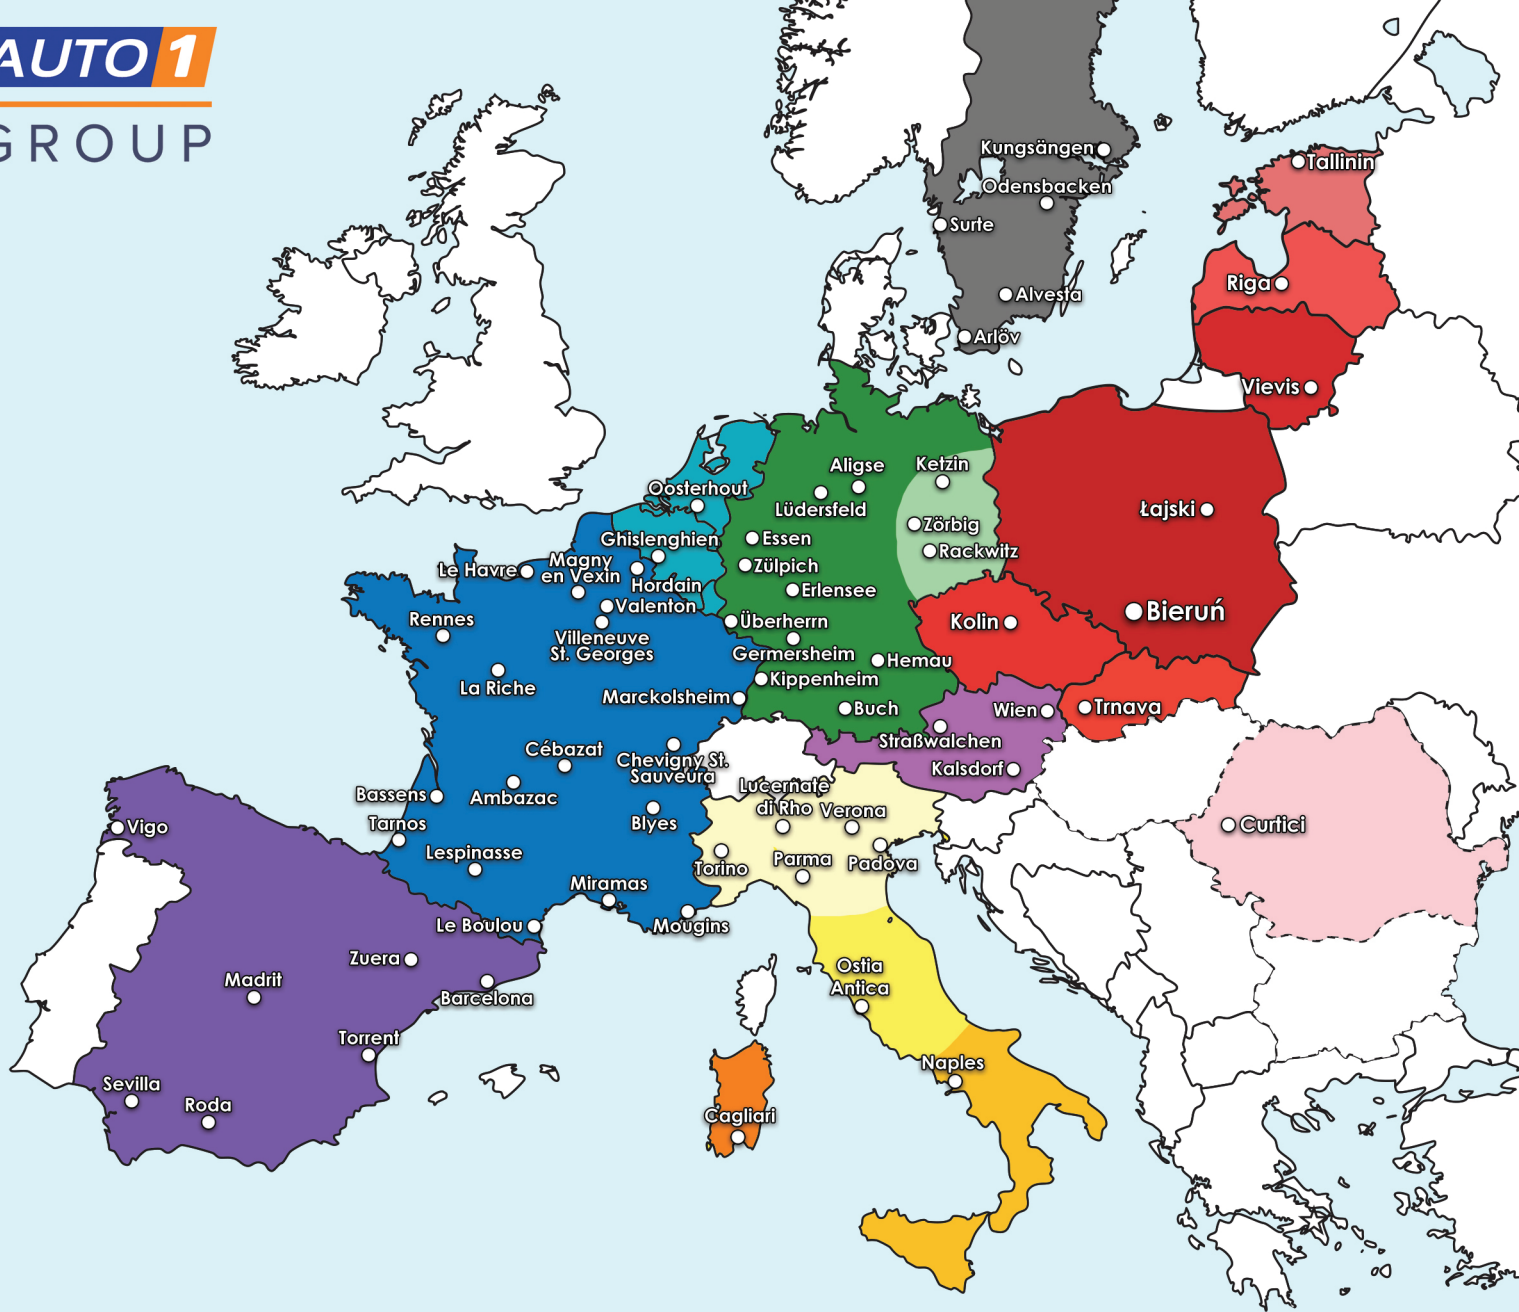 AUTO1
GROUP
Kungsängen
Tallinin
Odensbacken
Surte
Riga
Alvesta
Arlöv
Vievis
Aligse
Ketzin
Oosterhout
Lüdersfeld
Łajski
Zörbig
Essen
Ghislenghien
Rackwitz
Le Havre
Magny
en Vexin
Zülpich
Hordain
Erlensee
Valenton
Bieruń
Rennes
Überherrn
Kolin
Villeneuve
St. Georges
Germersheim
Hemau
Kippenheim
La Riche
Marckolsheim
Buch
Wien
Trnava
Straßwalchen
Cébazat
Chevigny St.
Sauveura
Kalsdorf
Lucernate
di Rho
Verona
Bassens
Ambazac
Tarnos
Blyes
Vigo
Curtici
Lespinasse
Torino
Parma
Padova
Miramas
Le Boulou
Mougins
Zuera
Ostia
Antica
Madrit
Barcelona
Torrent
Naples
Sevilla
Roda
Cagliari